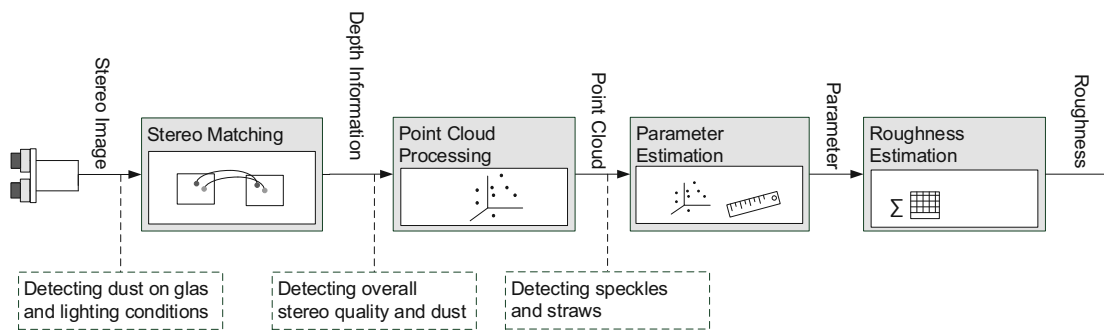 Stereo Image
Depth Information
Point Cloud
Parameter
Roughness
Stereo Matching
Point Cloud
Processing
Parameter
Estimation
Roughness
Estimation
Σ
Detecting dust on glas
and lighting conditions
Detecting overall
stereo quality and dust
Detecting speckles
and straws